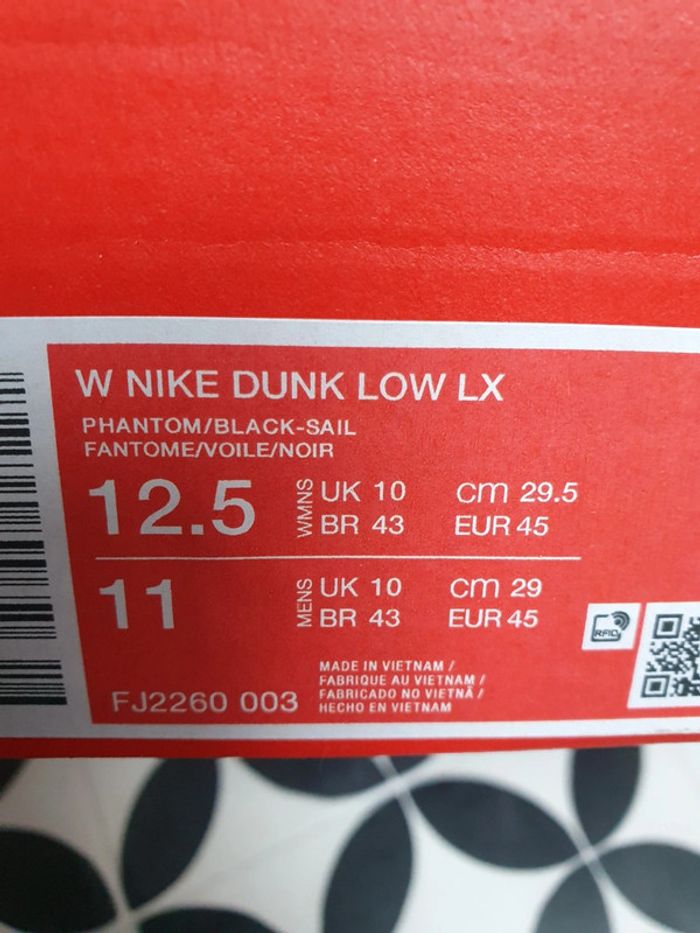 W NIKE DUNK LOW LX
PHANTOM/BLACK-SAIL
FANTOME/VOILE/NOIR
12.5 WMNS UK 10 cm 29.5
BR 43 EUR 45
11 MENS UK 10 cm 29
BR 43 EUR 45
MADE IN VIETNAM /
FABRIQUE AU VIETNAM /
FABRICADO NO VIETNÃ /
HECHO EN VIETNAM
FJ2260 003
RFID